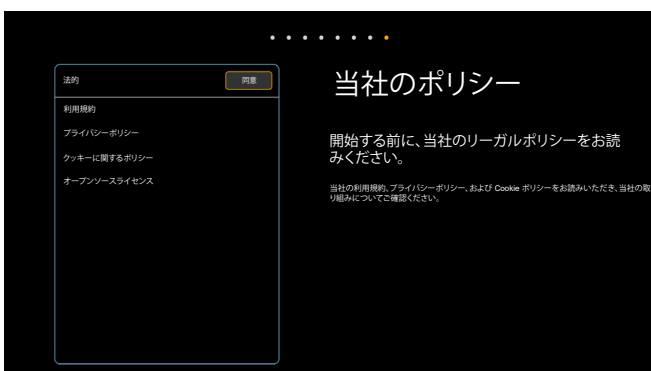 法的
同意
利用規約
プライバシーポリシー
クッキーに関するポリシー
オープンソースライセンス
当社のポリシー
開始する前に、当社のリーガルポリシーをお読
みください。
当社の利用規約、プライバシーポリシー、および Cookie ポリシーをお読みいただき、当社の取
り組みについてご確認ください。